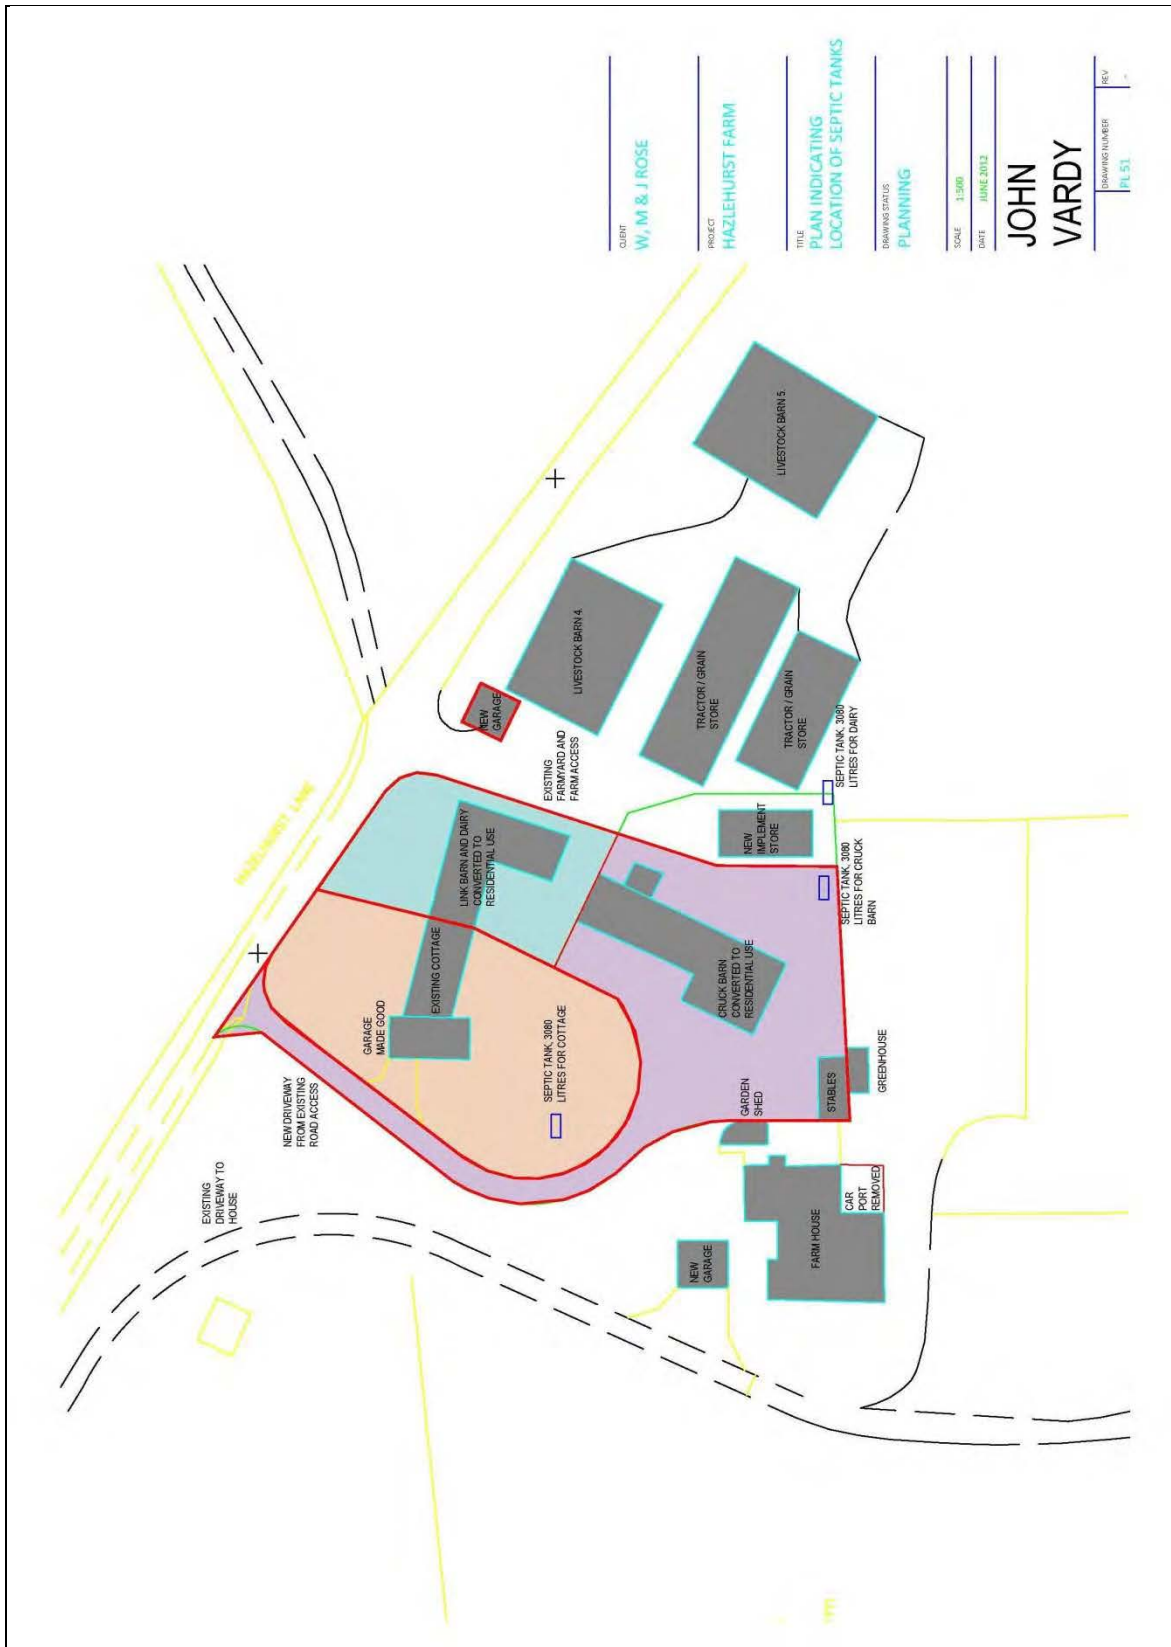 CLIENT
W, M & J ROSE
PROJECT
HAZLEHURST FARM
TITLE
PLAN INDICATING
LOCATION OF SEPTIC TANKS
DRAWING STATUS
PLANNING
SCALE 1:500
DATE JUNE 2012
JOHN
VARDY
DRAWING NUMBER
PL 51
REV
-
HAZELHURST LANE
EXISTING
DRIVEWAY TO
HOUSE
NEW DRIVEWAY
FROM EXISTING
ROAD ACCESS
GARAGE
MADE GOOD
EXISTING COTTAGE
LINK BARN AND DAIRY
CONVERTED TO
RESIDENTIAL USE
NEW
GARAGE
EXISTING
FARMYARD AND
FARM ACCESS
LIVESTOCK BARN 4.
LIVESTOCK BARN 5.
TRACTOR / GRAIN
STORE
TRACTOR / GRAIN
STORE
SEPTIC TANK, 3080
LITRES FOR COTTAGE
SEPTIC TANK, 3080
LITRES FOR DAIRY
NEW
IMPLEMENT
STORE
SEPTIC TANK, 3080
LITRES FOR CRUCK
BARN
CRUCK BARN
CONVERTED TO
RESIDENTIAL USE
GARDEN
SHED
STABLES
GREENHOUSE
NEW
GARAGE
FARM HOUSE
CAR
PORT
REMOVED